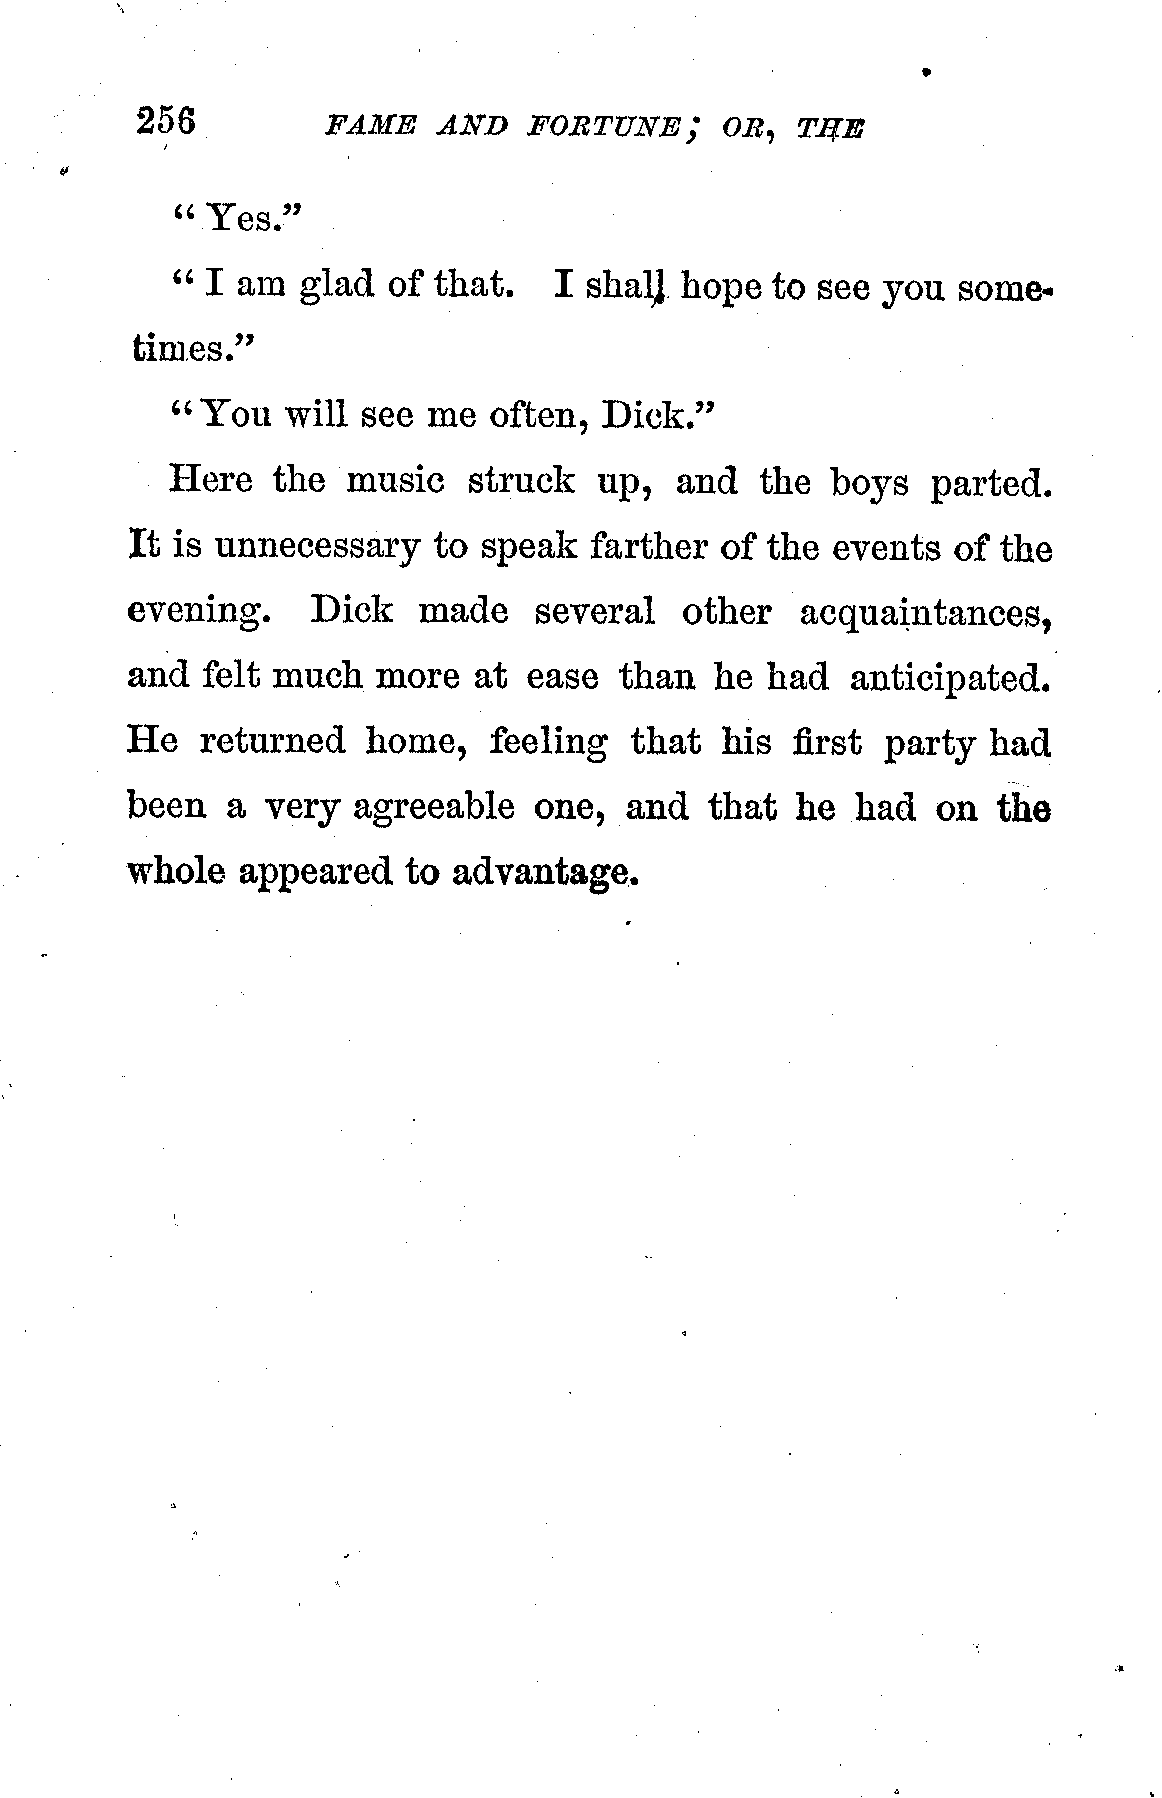 256 FAME AND FORTUNE; OR, THE
“Yes.”
“I am glad of that. I shall hope to see you some-
times.”
“You will see me often, Dick.”
Here the music struck up, and the boys parted.
It is unnecessary to speak farther of the events of the
evening. Dick made several other acquaintances,
and felt much more at ease than he had anticipated.
He returned home, feeling that his first party had
been a very agreeable one, and that he had on the
whole appeared to advantage.